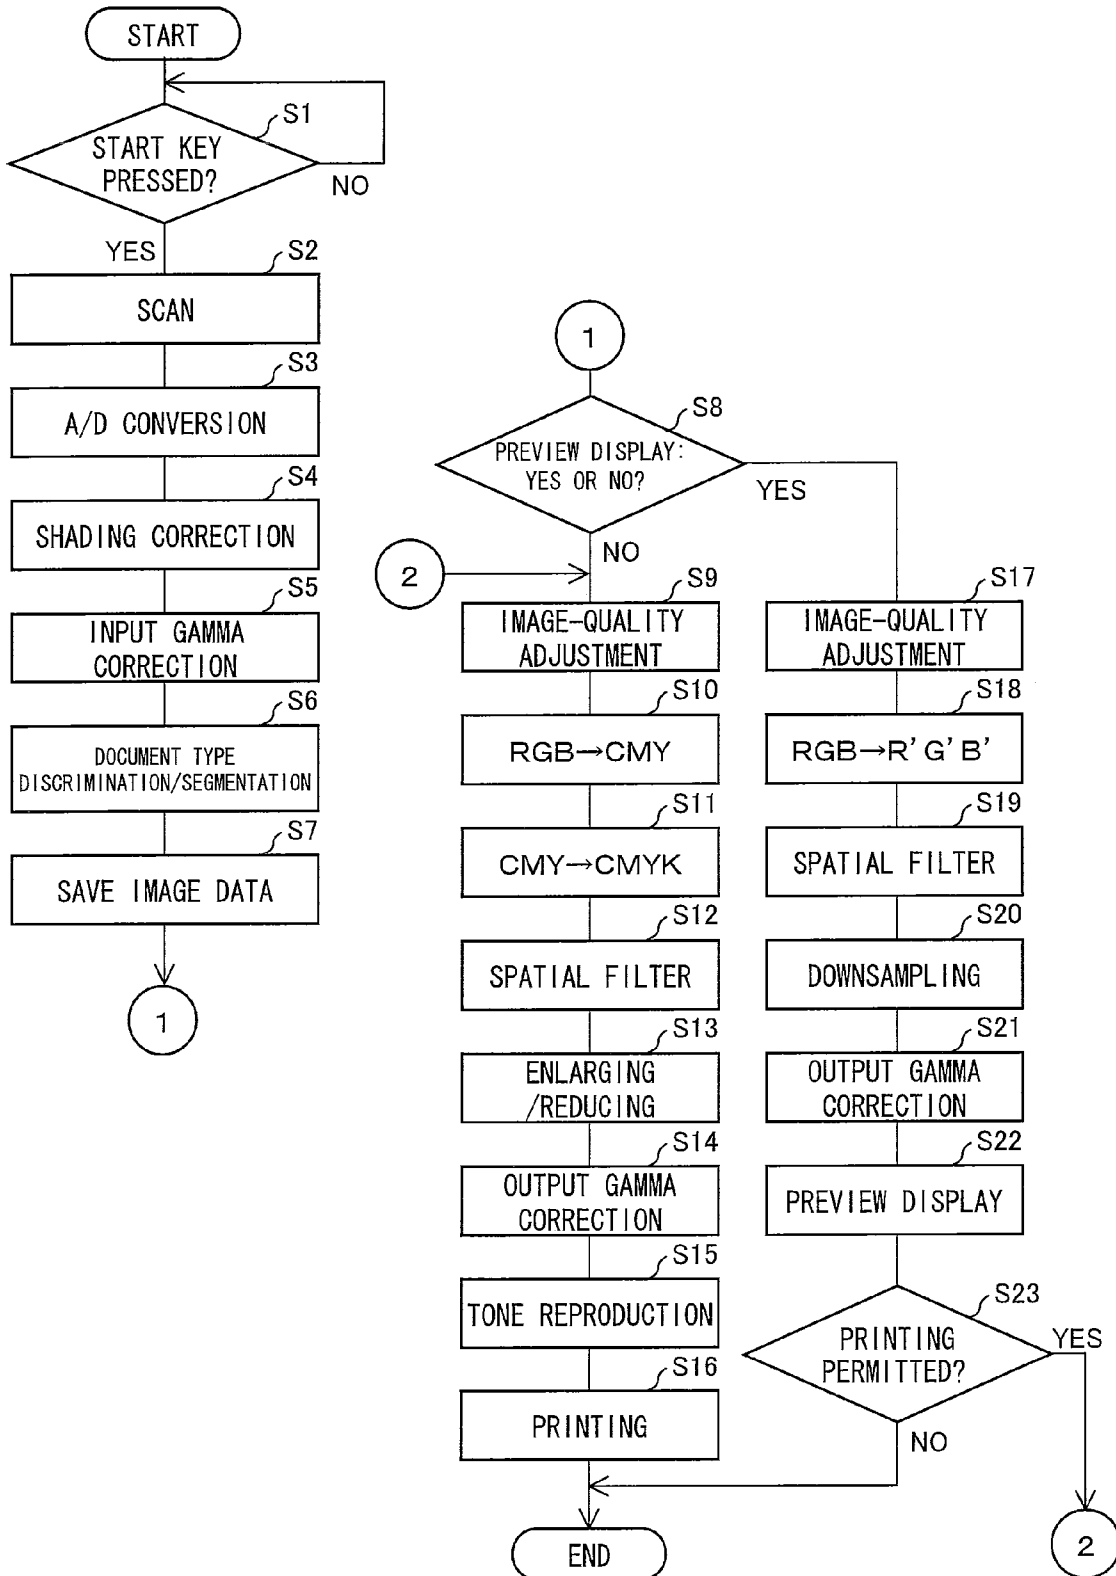 START
S1
START KEY
PRESSED?
NO
YES
S2
SCAN
S3
A/D CONVERSION
S4
SHADING CORRECTION
S5
INPUT GAMMA
CORRECTION
S6
DOCUMENT TYPE
DISCRIMINATION/SEGMENTATION
S7
SAVE IMAGE DATA
1
1
S8
PREVIEW DISPLAY:
YES OR NO?
YES
NO
2
S9
IMAGE-QUALITY
ADJUSTMENT
S10
RGB→CMY
S11
CMY→CMYK
S12
SPATIAL FILTER
S13
ENLARGING
/REDUCING
S14
OUTPUT GAMMA
CORRECTION
S15
TONE REPRODUCTION
S16
PRINTING
END
S17
IMAGE-QUALITY
ADJUSTMENT
S18
RGB→R'G'B'
S19
SPATIAL FILTER
S20
DOWNSAMPLING
S21
OUTPUT GAMMA
CORRECTION
S22
PREVIEW DISPLAY
S23
PRINTING
PERMITTED?
YES
NO
2